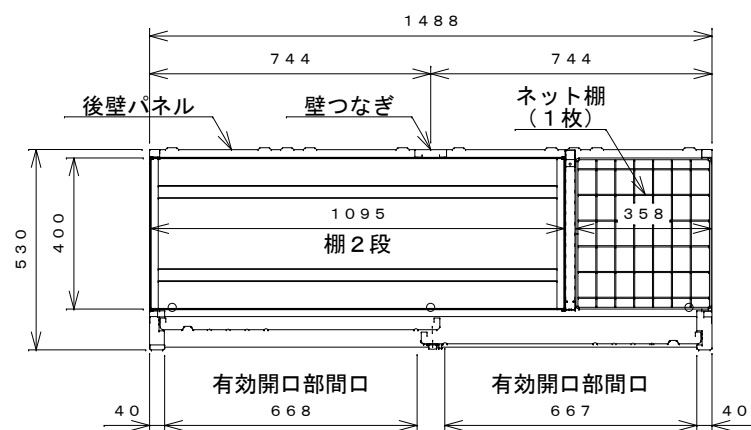 1488
744 744
後壁パネル 壁つなぎ ネット棚
(1枚)
1095 358
棚2段
530 400
有効開口部間口 有効開口部間口
40 668 667 40